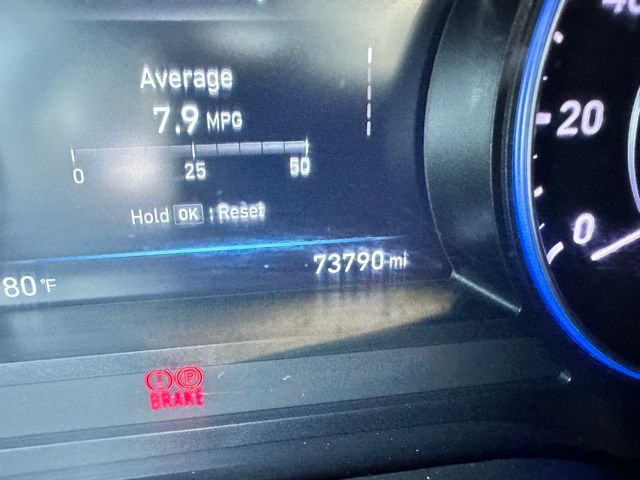 Average
7.9 MPG
0 25 50
Hold OK : Reset
80°F
73790 mi
20
0
P
BRAKE